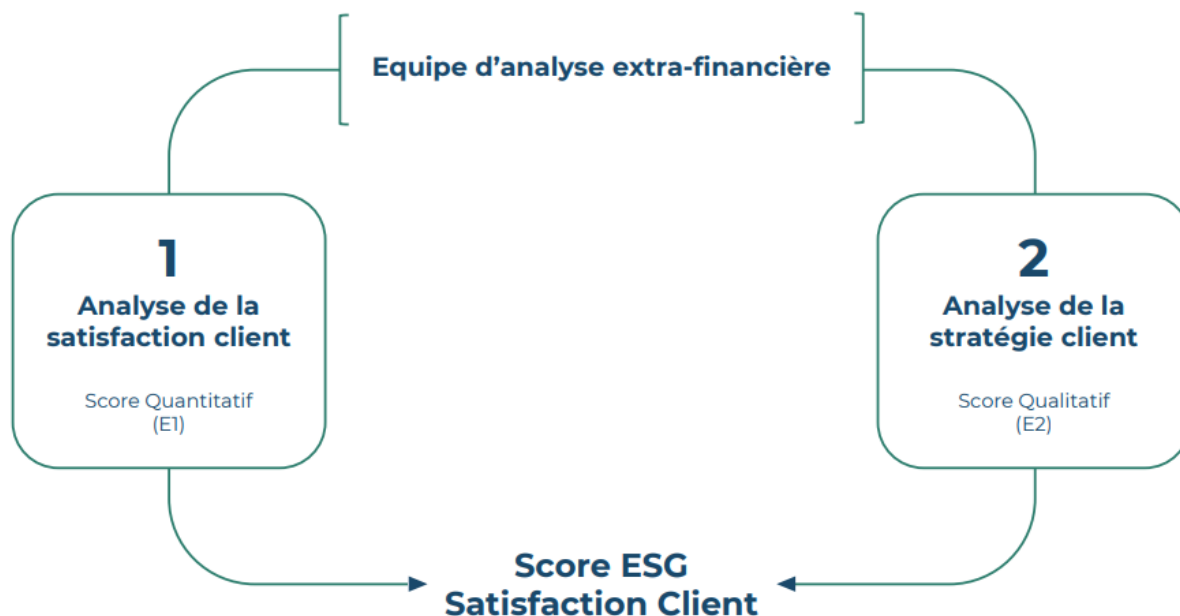 Equipe d’analyse extra-financière
1
Analyse de la
satisfaction client
Score Quantitatif
(E1)
2
Analyse de la
stratégie client
Score Qualitatif
(E2)
Score ESG
Satisfaction Client